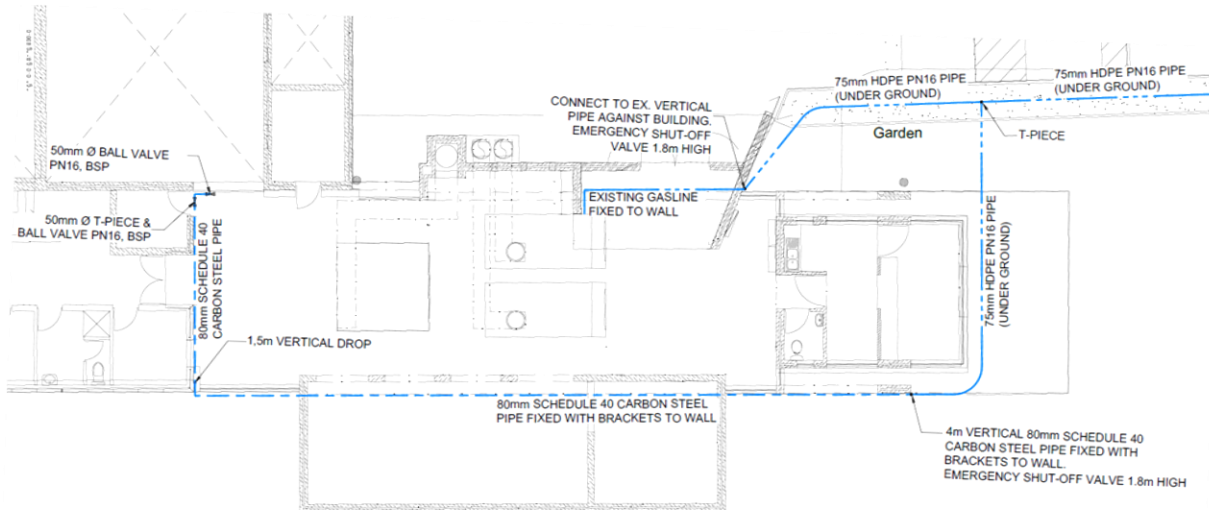 75mm HDPE PN16 PIPE
(UNDER GROUND)
75mm HDPE PN16 PIPE
(UNDER GROUND)
CONNECT TO EX. VERTICAL
PIPE AGAINST BUILDING.
EMERGENCY SHUT-OFF
VALVE 1.8m HIGH
Garden
T-PIECE
50mm Ø BALL VALVE
PN16, BSP
EXISTING GASLINE
FIXED TO WALL
50mm Ø T-PIECE &
BALL VALVE PN16, BSP
80mm SCHEDULE 40
CARBON STEEL PIPE
75mm HDPE PN16 PIPE
(UNDER GROUND)
1,5m VERTICAL DROP
80mm SCHEDULE 40 CARBON STEEL
PIPE FIXED WITH BRACKETS TO WALL
4m VERTICAL 80mm SCHEDULE 40
CARBON STEEL PIPE FIXED WITH
BRACKETS TO WALL.
EMERGENCY SHUT-OFF VALVE 1.8m HIGH